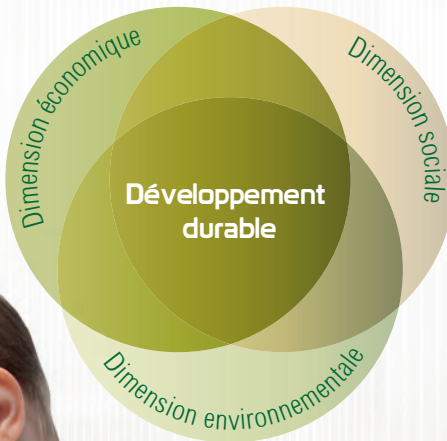 Dimension économique
Dimension sociale
Développement
durable
Dimension environnementale